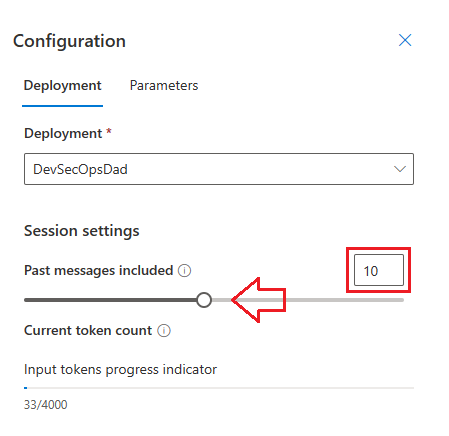 Configuration
Deployment Parameters
Deployment *
DevSecOpsDad
Session settings
Past messages included
10
Current token count
Input tokens progress indicator
33/4000